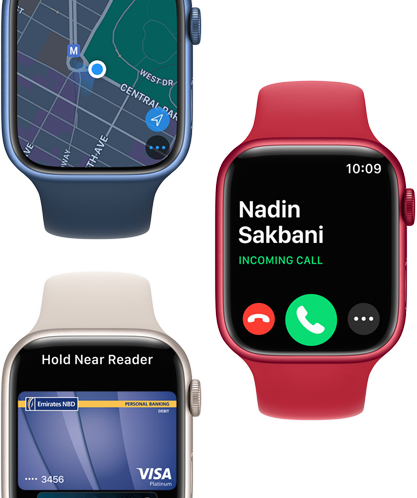 M
WEST DR
CENTRAL PAR
WAY
TH AVE
AVE
10:09
Nadin
Sakbani
INCOMING CALL
Hold Near Reader
Emirates NBD
PERSONAL BANKING
DEBIT
•••• 3456
VISA
Platinum